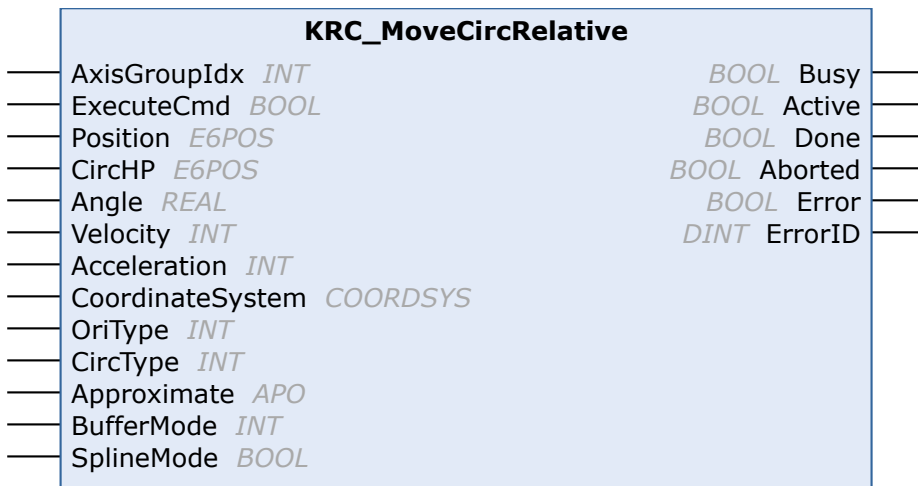 KRC_MoveCircRelative
AxisGroupIdx INT BOOL Busy
ExecuteCmd BOOL BOOL Active
Position E6POS BOOL Done
CircHP E6POS BOOL Aborted
Angle REAL BOOL Error
Velocity INT DINT ErrorID
Acceleration INT
CoordinateSystem COORDSYS
OriType INT
CircType INT
Approximate APO
BufferMode INT
SplineMode BOOL